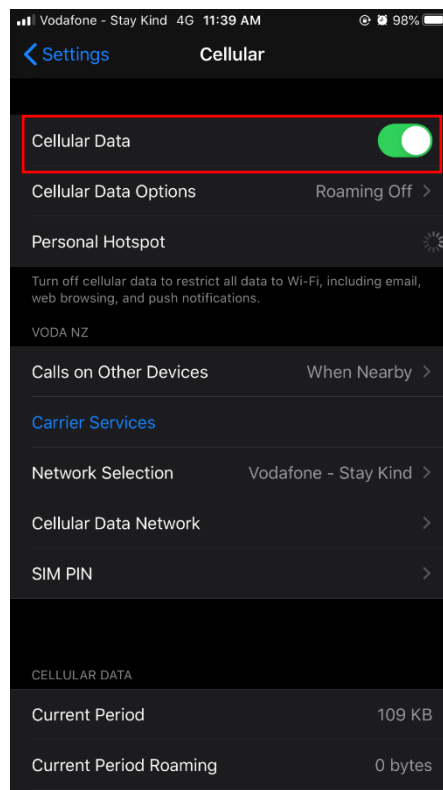 Vodafone - Stay Kind 4G 11:39 AM 98%
Settings Cellular
Cellular Data
Cellular Data Options Roaming Off
Personal Hotspot
Turn off cellular data to restrict all data to Wi-Fi, including email,
web browsing, and push notifications.
VODA NZ
Calls on Other Devices When Nearby
Carrier Services
Network Selection Vodafone - Stay Kind
Cellular Data Network
SIM PIN
CELLULAR DATA
Current Period 109 KB
Current Period Roaming 0 bytes